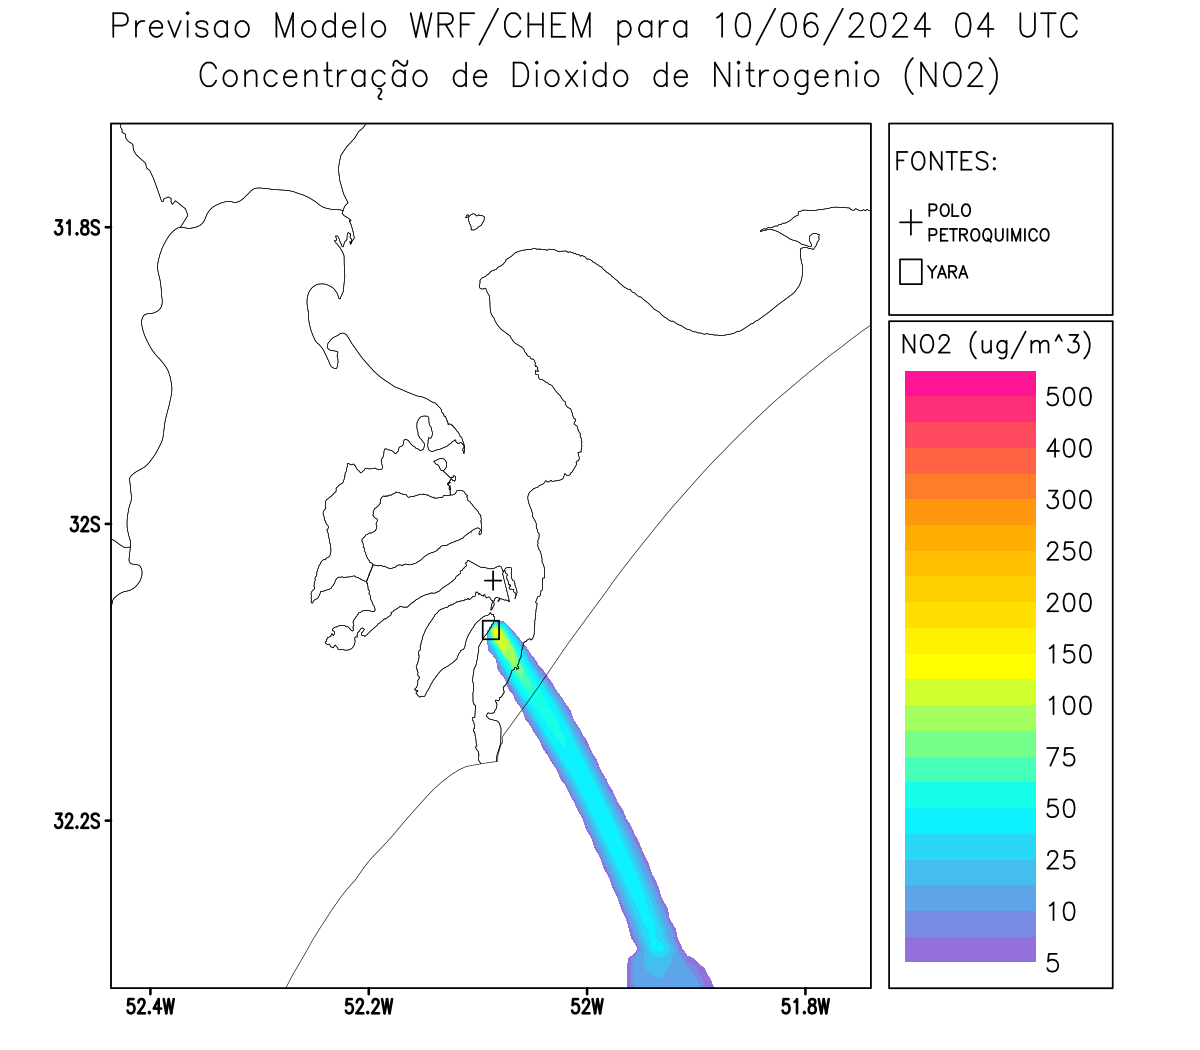 Previsao Modelo WRF/CHEM para 10/06/2024 04 UTC
Concentração de Dioxido de Nitrogenio (NO2)
FONTES:
POLO
PETROQUIMICO
YARA
NO2 (ug/m^3)
500
400
300
250
200
150
100
75
50
25
10
5
31.8S
32S
32.2S
52.4W
52.2W
52W
51.8W